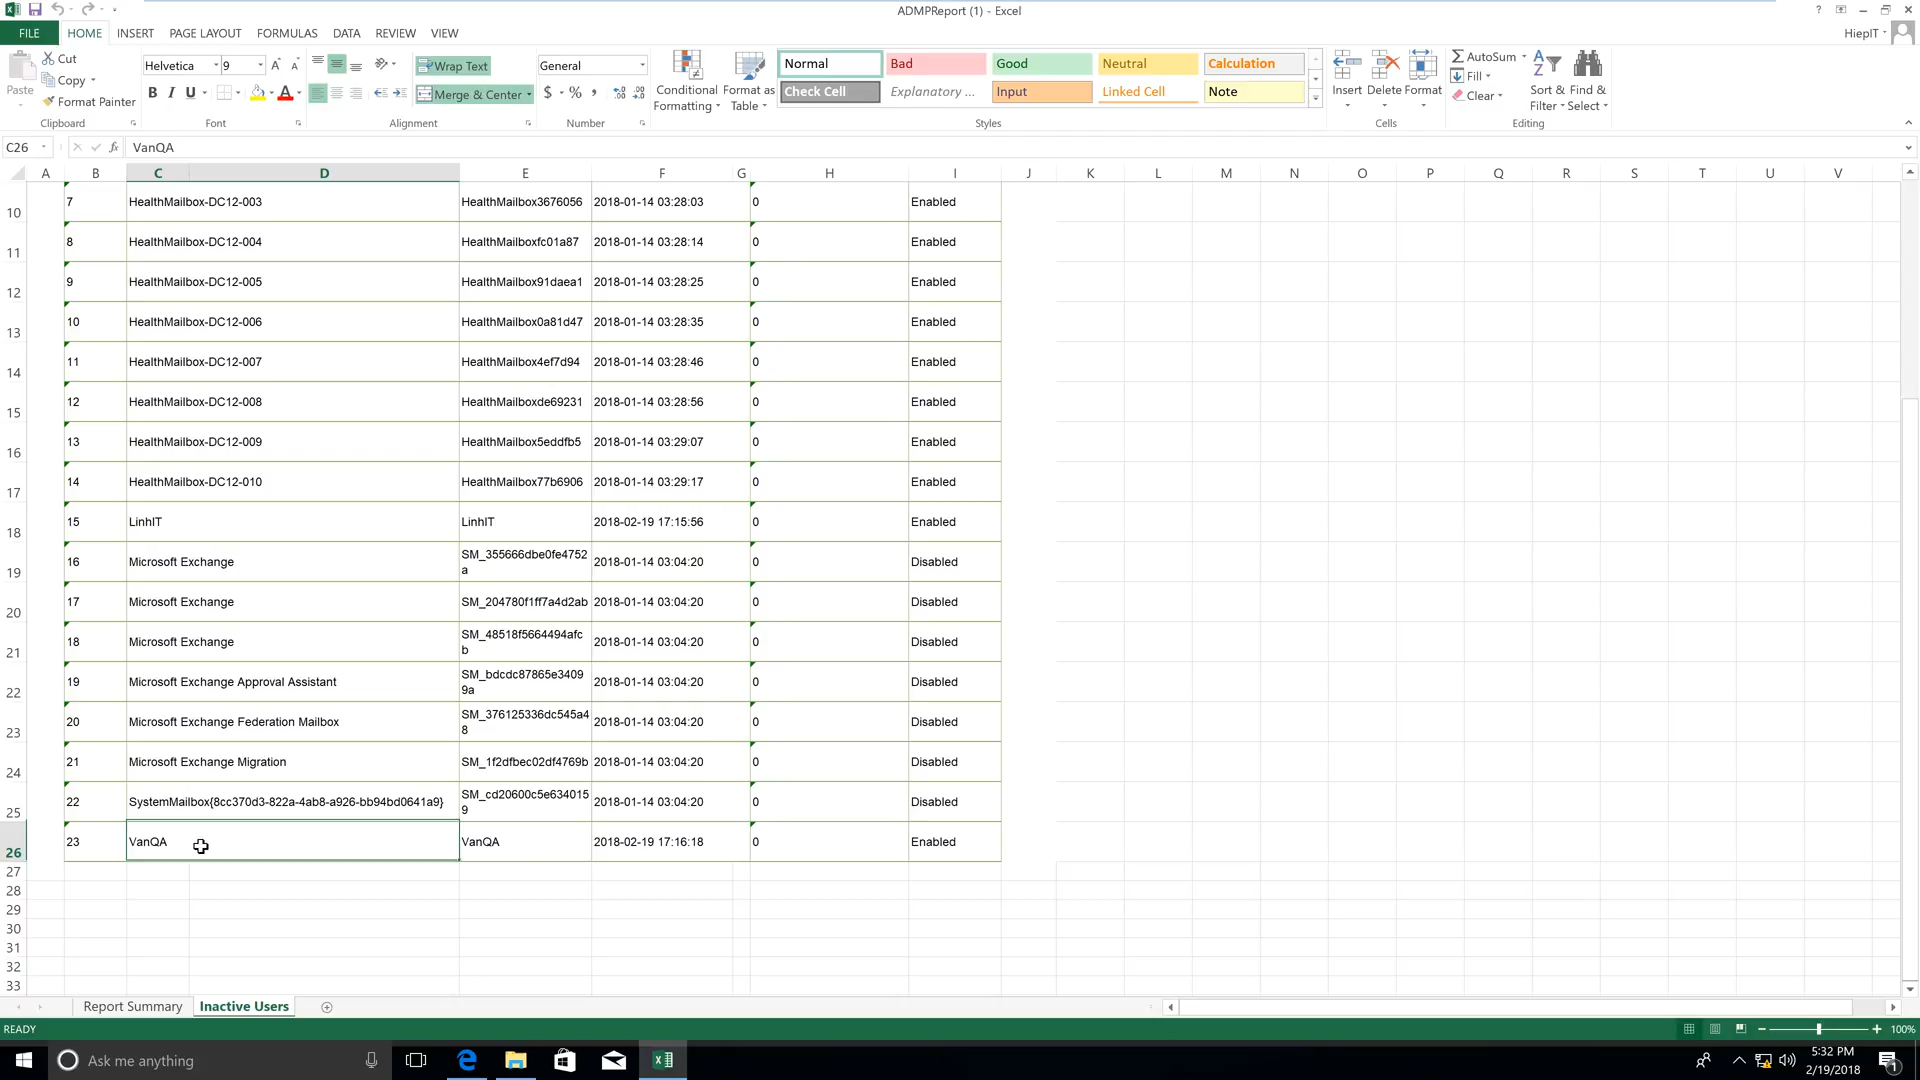 ADMPReport (1) - Excel
?
FILE HOME INSERT PAGE LAYOUT FORMULAS DATA REVIEW VIEW
HiepIT
Paste
Cut
Copy
Format Painter
Clipboard
Helvetica 9
B I U
Font
Wrap Text
Merge & Center
Alignment
General
$ % ,
Number
Conditional Formatting
Format as Table
Normal Bad Good Neutral Calculation
Check Cell Explanatory ... Input Linked Cell Note
Styles
Insert Delete Format
Cells
AutoSum
Fill
Clear
Sort & Filter
Find & Select
Editing
C26 fx VanQA
A B C D E F G H I J K L M N O P Q R S T U V
10 7 HealthMailbox-DC12-003 HealthMailbox3676056 2018-01-14 03:28:03 0 Enabled
11 8 HealthMailbox-DC12-004 HealthMailboxfc01a87 2018-01-14 03:28:14 0 Enabled
12 9 HealthMailbox-DC12-005 HealthMailbox91daea1 2018-01-14 03:28:25 0 Enabled
13 10 HealthMailbox-DC12-006 HealthMailbox0a81d47 2018-01-14 03:28:35 0 Enabled
14 11 HealthMailbox-DC12-007 HealthMailbox4ef7d94 2018-01-14 03:28:46 0 Enabled
15 12 HealthMailbox-DC12-008 HealthMailboxde69231 2018-01-14 03:28:56 0 Enabled
16 13 HealthMailbox-DC12-009 HealthMailbox5eddfb5 2018-01-14 03:29:07 0 Enabled
17 14 HealthMailbox-DC12-010 HealthMailbox77b6906 2018-01-14 03:29:17 0 Enabled
18 15 LinhIT LinhIT 2018-02-19 17:15:56 0 Enabled
19 16 Microsoft Exchange SM_355666dbe0fe4752a 2018-01-14 03:04:20 0 Disabled
20 17 Microsoft Exchange SM_204780f1ff7a4d2ab 2018-01-14 03:04:20 0 Disabled
21 18 Microsoft Exchange SM_48518f5664494afcb 2018-01-14 03:04:20 0 Disabled
22 19 Microsoft Exchange Approval Assistant SM_bdcdc87865e34099a 2018-01-14 03:04:20 0 Disabled
23 20 Microsoft Exchange Federation Mailbox SM_376125336dc545a48 2018-01-14 03:04:20 0 Disabled
24 21 Microsoft Exchange Migration SM_1f2dfbec02df4769b 2018-01-14 03:04:20 0 Disabled
25 22 SystemMailbox{8cc370d3-822a-4ab8-a926-bb94bd0641a9} SM_cd20600c5e6340159 2018-01-14 03:04:20 0 Disabled
26 23 VanQA VanQA 2018-02-19 17:16:18 0 Enabled
27
28
29
30
31
32
33
Report Summary Inactive Users
READY 100%
Ask me anything
5:32 PM
2/19/2018
1